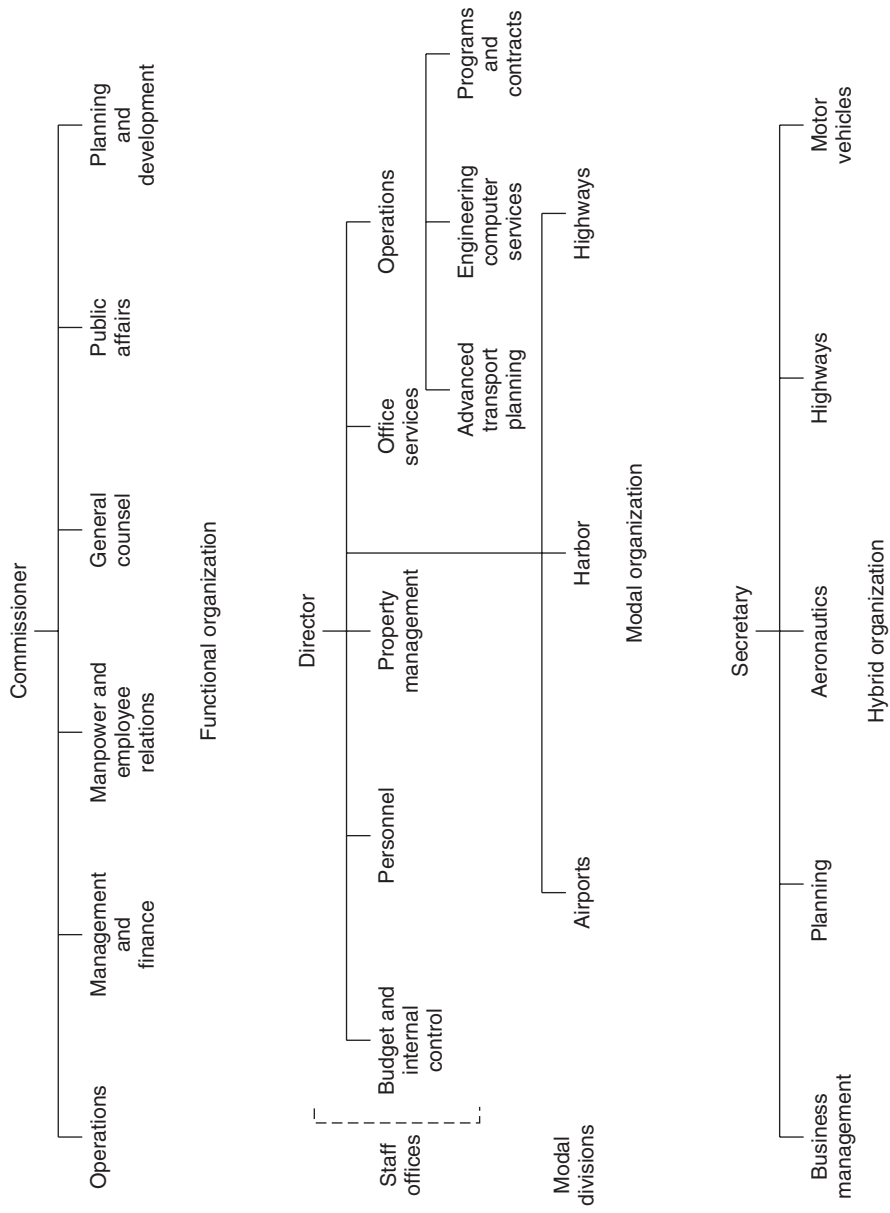 Commissioner
Operations
Management
and
finance
Manpower and
employee
relations
General
counsel
Public
affairs
Planning
and
development
Functional organization
Director
Staff
offices
Budget and
internal
control
Personnel
Property
management
Office
services
Operations
Advanced
transport
planning
Engineering
computer
services
Programs
and
contracts
Modal
divisions
Airports
Harbor
Highways
Modal organization
Secretary
Business
management
Planning
Aeronautics
Highways
Motor
vehicles
Hybrid organization